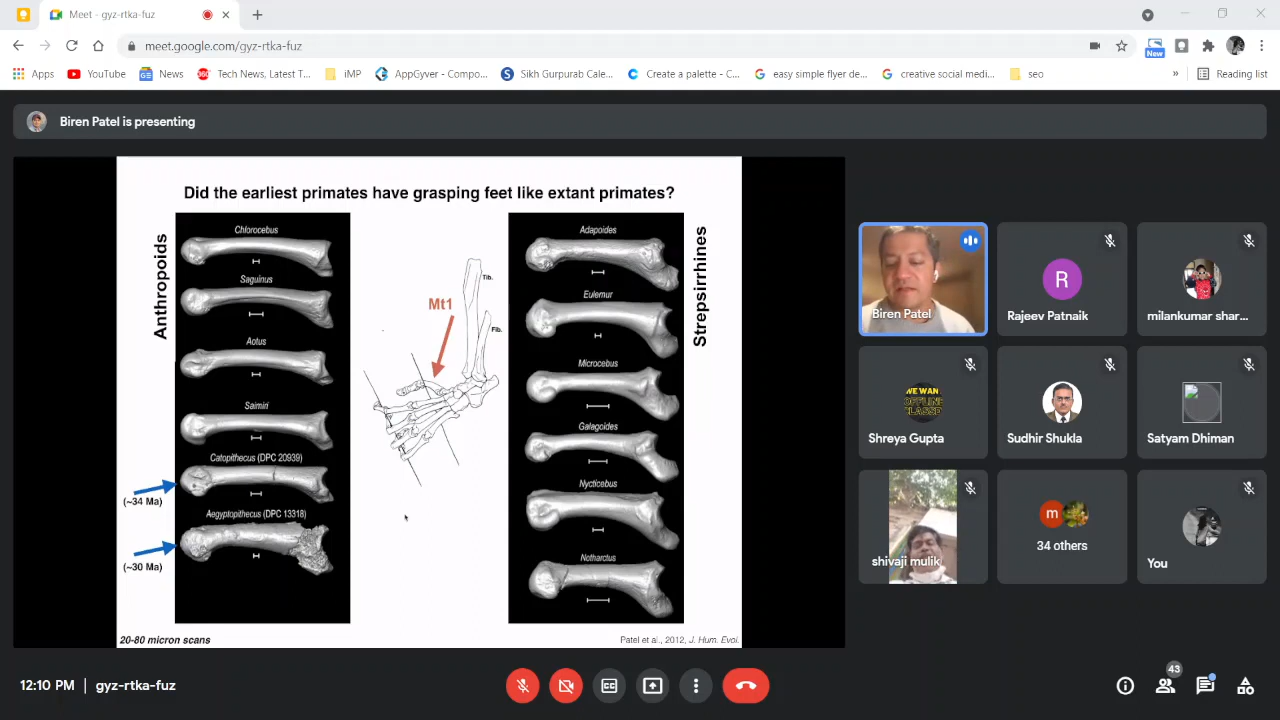 Meet - gyz-rtka-fuz
meet.google.com/gyz-rtka-fuz
New
Apps YouTube News Tech News, Latest T... iMP AppGyver - Compo... Sikh Gurpurab Cale... Create a palette - C... easy simple flyer de... creative social medi... seo » Reading list
Biren Patel is presenting
Did the earliest primates have grasping feet like extant primates?
Anthropoids
Chlorocebus
Saguinus
Aotus
Saimiri
Catopithecus (DPC 20939)
(~34 Ma)
Aegyptopithecus (DPC 13318)
(~30 Ma)
Mt1
Tib.
Fib.
Strepsirrhines
Adapoides
Eulemur
Microcebus
Galagoides
Nycticebus
Notharctus
20-80 micron scans
Patel et al., 2012, J. Hum. Evol.
Biren Patel
R
Rajeev Patnaik
milankumar shar...
WE WAN
OFFLINE
CLASSD
Shreya Gupta
Sudhir Shukla
Satyam Dhiman
shivaji mulik
m
34 others
You
12:10 PM | gyz-rtka-fuz
43